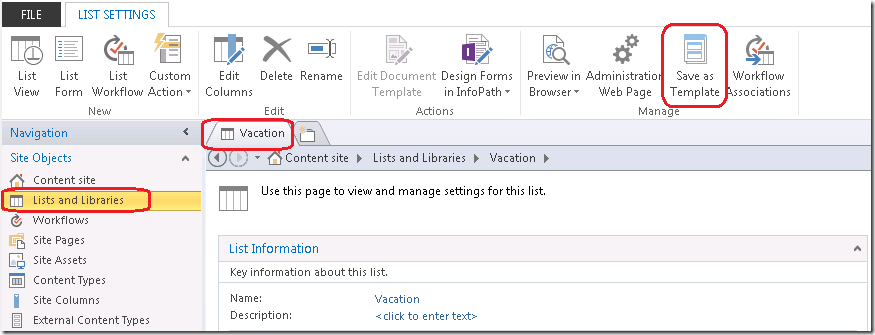 FILE LIST SETTINGS
List View
List Form
List Workflow
Custom Action
Edit Columns
Delete
Rename
Edit Document Template
Design Forms in InfoPath
Preview in Browser
Administration Web Page
Save as Template
Workflow Associations
New Edit Actions Manage
Navigation
Site Objects
Content site
Lists and Libraries
Workflows
Site Pages
Site Assets
Content Types
Site Columns
External Content Types
Vacation
Content site Lists and Libraries Vacation
Use this page to view and manage settings for this list.
List Information
Key information about this list.
Name: Vacation
Description: <click to enter text>